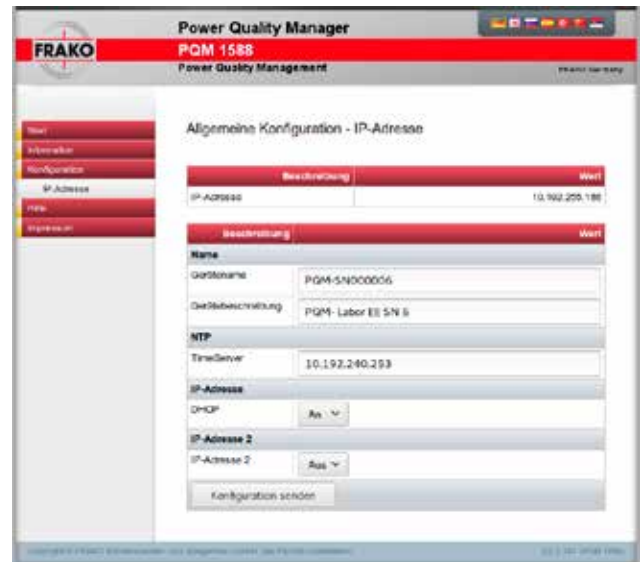 Power Quality Manager
FRAKO
PQM 1588
Power Quality Management
FRAKO Germany
Start
Information
Konfiguration
IP-Adresse
Hilfe
Impressum
Allgemeine Konfiguration - IP-Adresse
Beschreibung Wert
IP-Adresse 10.192.255.186
Beschreibung Wert
Name
Gerätename PQM-SN000006
Gerätebeschreibung PQM- Labor EE SN 6
NTP
TimeServer 10.192.240.253
IP-Adresse
DHCP An
IP-Adresse 2
IP-Adresse 2 Aus
Konfiguration senden